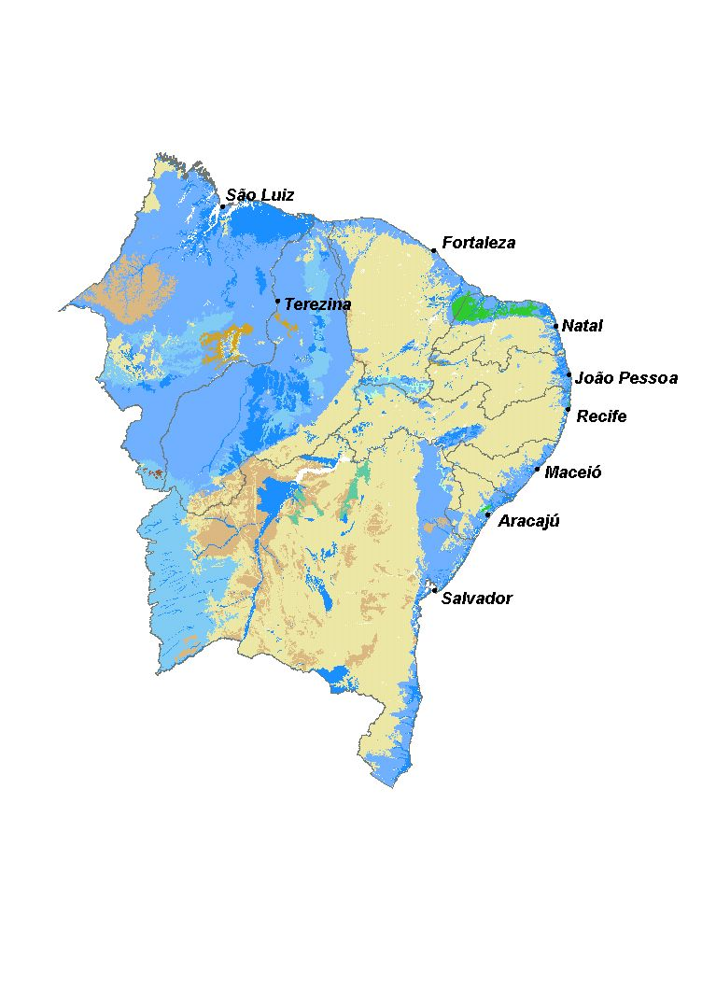 São Luiz
Fortaleza
Terezina
Natal
João Pessoa
Recife
Maceió
Aracajú
Salvador